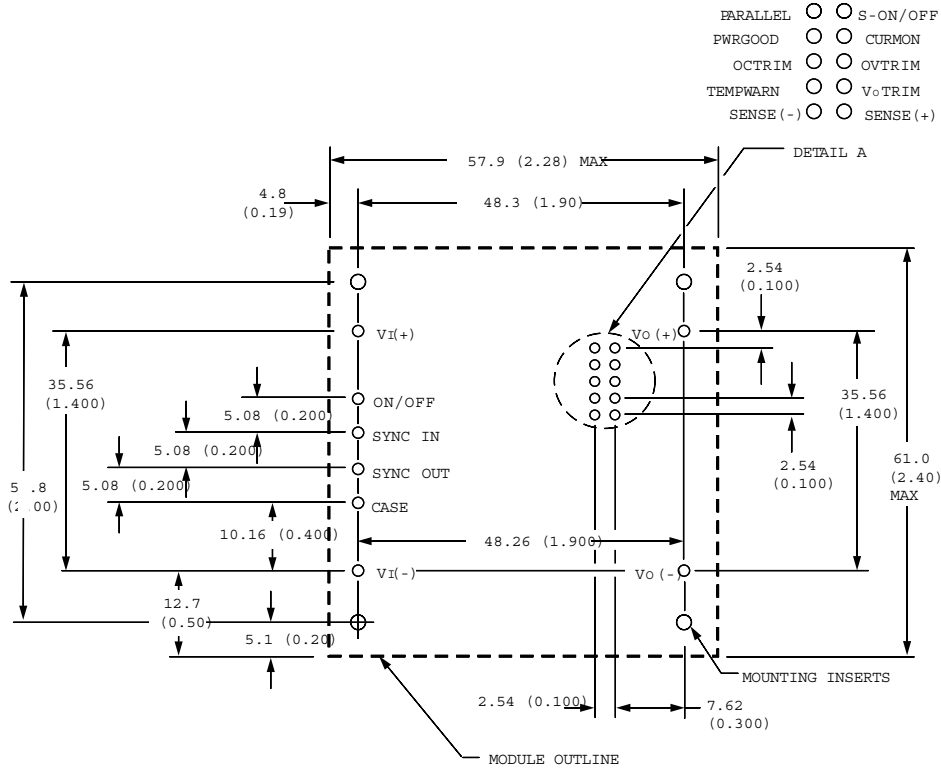 PARALLEL S-ON/OFF
PWRGOOD CURMON
OCTRIM OVTRIM
TEMPWARN VOTRIM
SENSE(-) SENSE(+)
DETAIL A
57.9 (2.28) MAX
4.8
(0.19)
48.3 (1.90)
2.54
(0.100)
VI(+)
VO(+)
35.56
(1.400)
ON/OFF
5.08 (0.200)
35.56
(1.400)
SYNC IN
5.08 (0.200)
SYNC OUT
5.08 (0.200)
2.54
(0.100)
61.0
(2.40)
MAX
CASE
10.16 (0.400)
48.26 (1.900)
VI(-)
VO(-)
12.7
(0.50)
5.1 (0.20)
MOUNTING INSERTS
2.54 (0.100)
7.62
(0.300)
MODULE OUTLINE